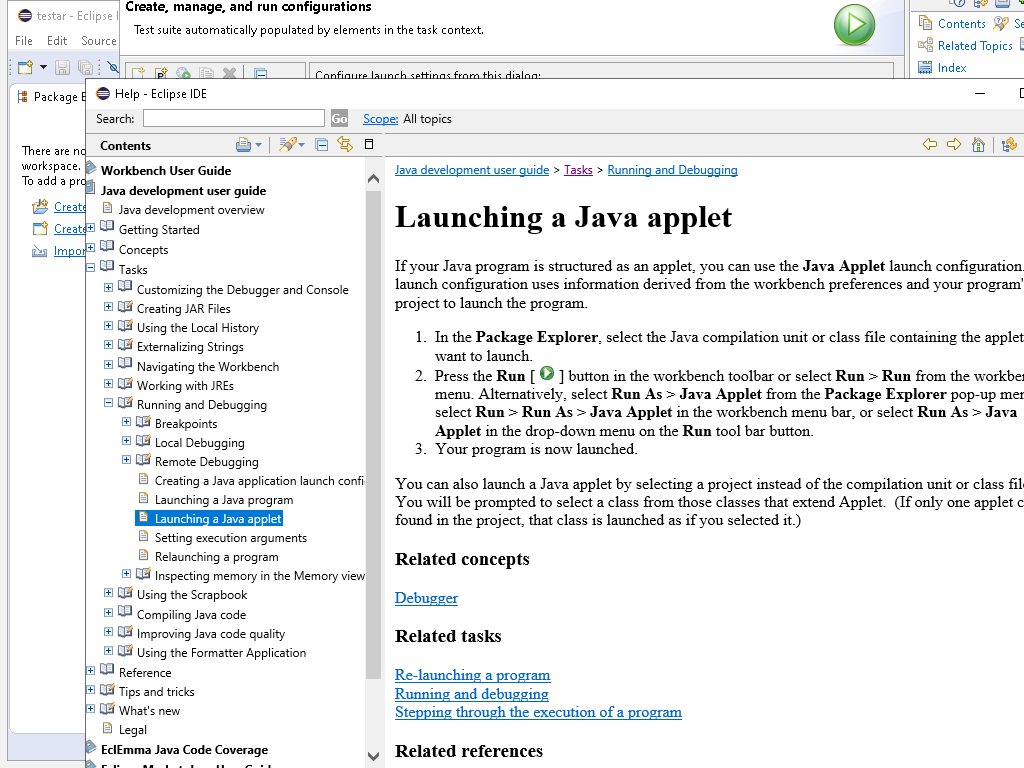 testar - Eclipse I
File Edit Source
Package E
There are no
workspace.
To add a pro
Create
Create
Impor
Create, manage, and run configurations
Test suite automatically populated by elements in the task context.
Configure launch settings from this dialog:
Contents
Se
Related Topics
Index
Help - Eclipse IDE
Search:
Go
Scope: All topics
Contents
Workbench User Guide
Java development user guide
Java development overview
Getting Started
Concepts
Tasks
Customizing the Debugger and Console
Creating JAR Files
Using the Local History
Externalizing Strings
Navigating the Workbench
Working with JREs
Running and Debugging
Breakpoints
Local Debugging
Remote Debugging
Creating a Java application launch confi
Launching a Java program
Launching a Java applet
Setting execution arguments
Relaunching a program
Inspecting memory in the Memory view
Using the Scrapbook
Compiling Java code
Improving Java code quality
Using the Formatter Application
Reference
Tips and tricks
What's new
Legal
EclEmma Java Code Coverage
Java development user guide > Tasks > Running and Debugging
Launching a Java applet
If your Java program is structured as an applet, you can use the Java Applet launch configuration.
launch configuration uses information derived from the workbench preferences and your program'
project to launch the program.
1. In the Package Explorer, select the Java compilation unit or class file containing the applet
want to launch.
2. Press the Run [ ] button in the workbench toolbar or select Run > Run from the workben
menu. Alternatively, select Run As > Java Applet from the Package Explorer pop-up men
select Run > Run As > Java Applet in the workbench menu bar, or select Run As > Java
Applet in the drop-down menu on the Run tool bar button.
3. Your program is now launched.
You can also launch a Java applet by selecting a project instead of the compilation unit or class file
You will be prompted to select a class from those classes that extend Applet. (If only one applet c
found in the project, that class is launched as if you selected it.)
Related concepts
Debugger
Related tasks
Re-launching a program
Running and debugging
Stepping through the execution of a program
Related references